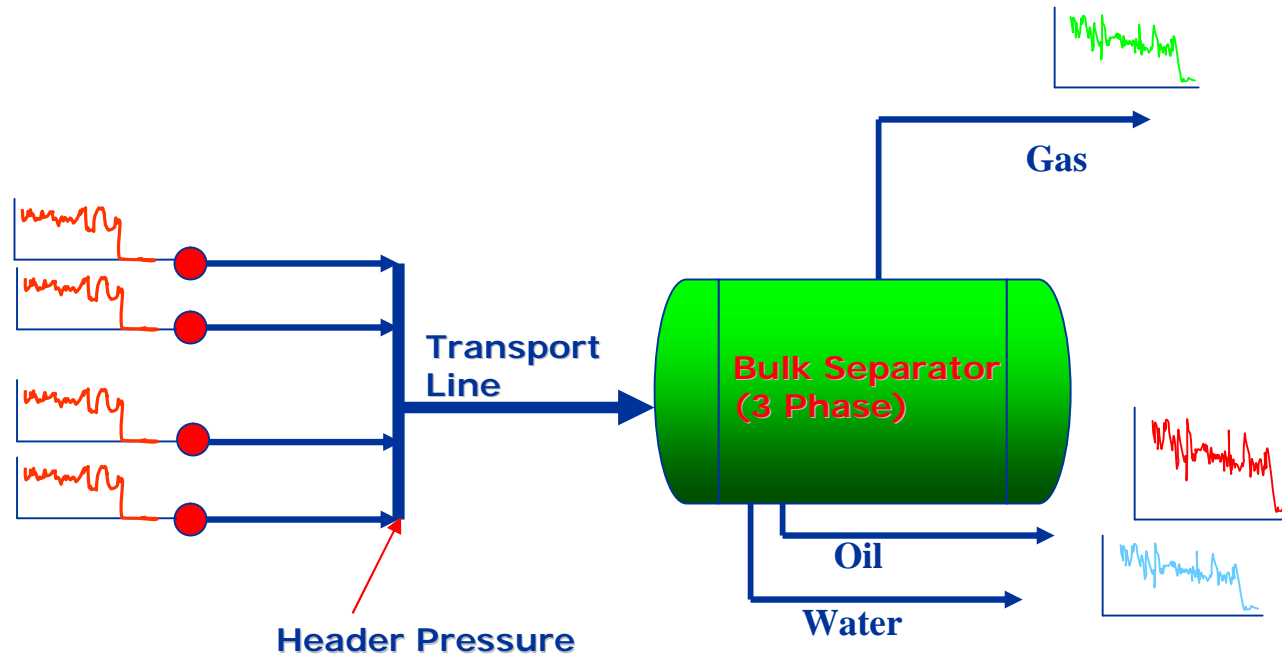 Gas
Transport
Line
Bulk Separator
(3 Phase)
Oil
Water
Header Pressure